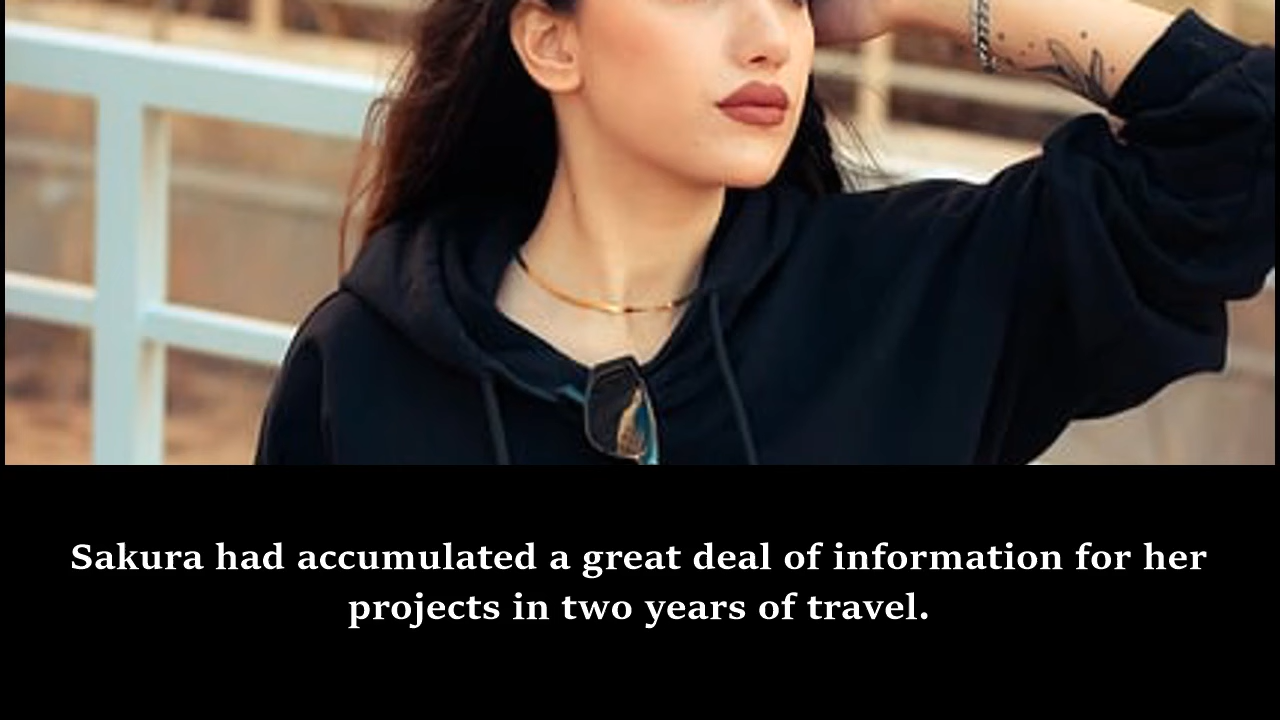 Sakura had accumulated a great deal of information for her
projects in two years of travel.